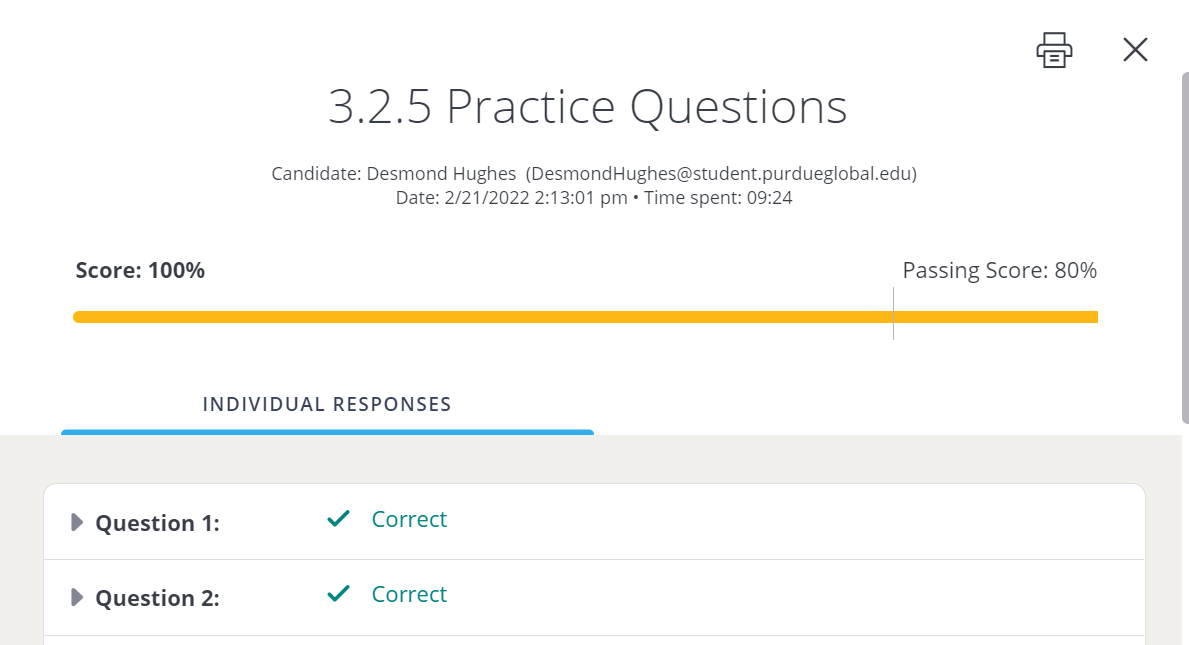 3.2.5 Practice Questions
Candidate: Desmond Hughes  (DesmondHughes@student.purdueglobal.edu)
Date: 2/21/2022 2:13:01 pm • Time spent: 09:24
Score: 100% Passing Score: 80%
INDIVIDUAL RESPONSES
Question 1: Correct
Question 2: Correct